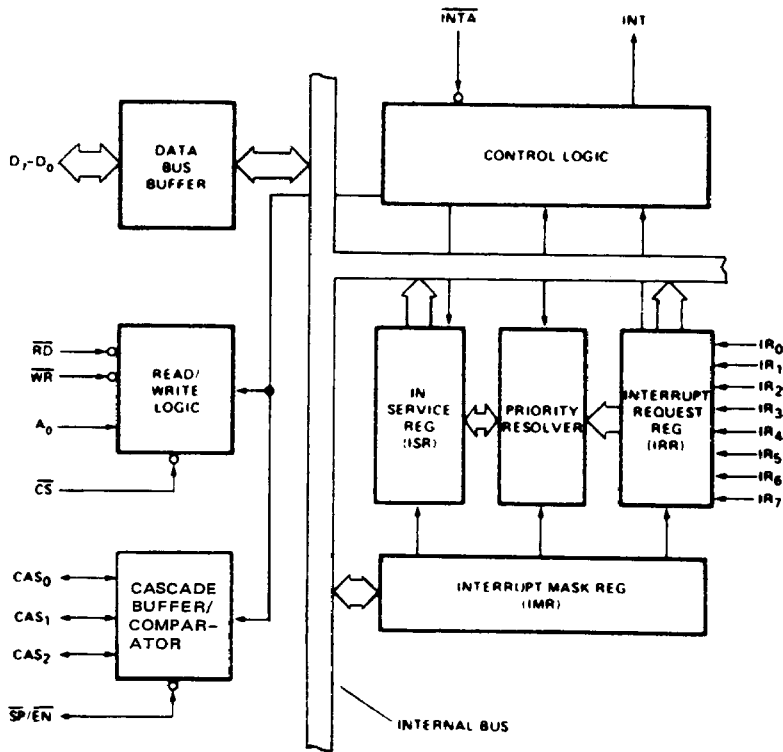 INTA
INT
DATA
BUS
BUFFER
D7-D0
CONTROL LOGIC
RD
WR
A0
CS
READ/
WRITE
LOGIC
IN
SERVICE
REG
(ISR)
PRIORITY
RESOLVER
INTERRUPT
REQUEST
REG
(IRR)
IR0
IR1
IR2
IR3
IR4
IR5
IR6
IR7
CAS0
CAS1
CAS2
SP/EN
CASCADE
BUFFER/
COMPAR-
ATOR
INTERRUPT MASK REG
(IMR)
INTERNAL BUS